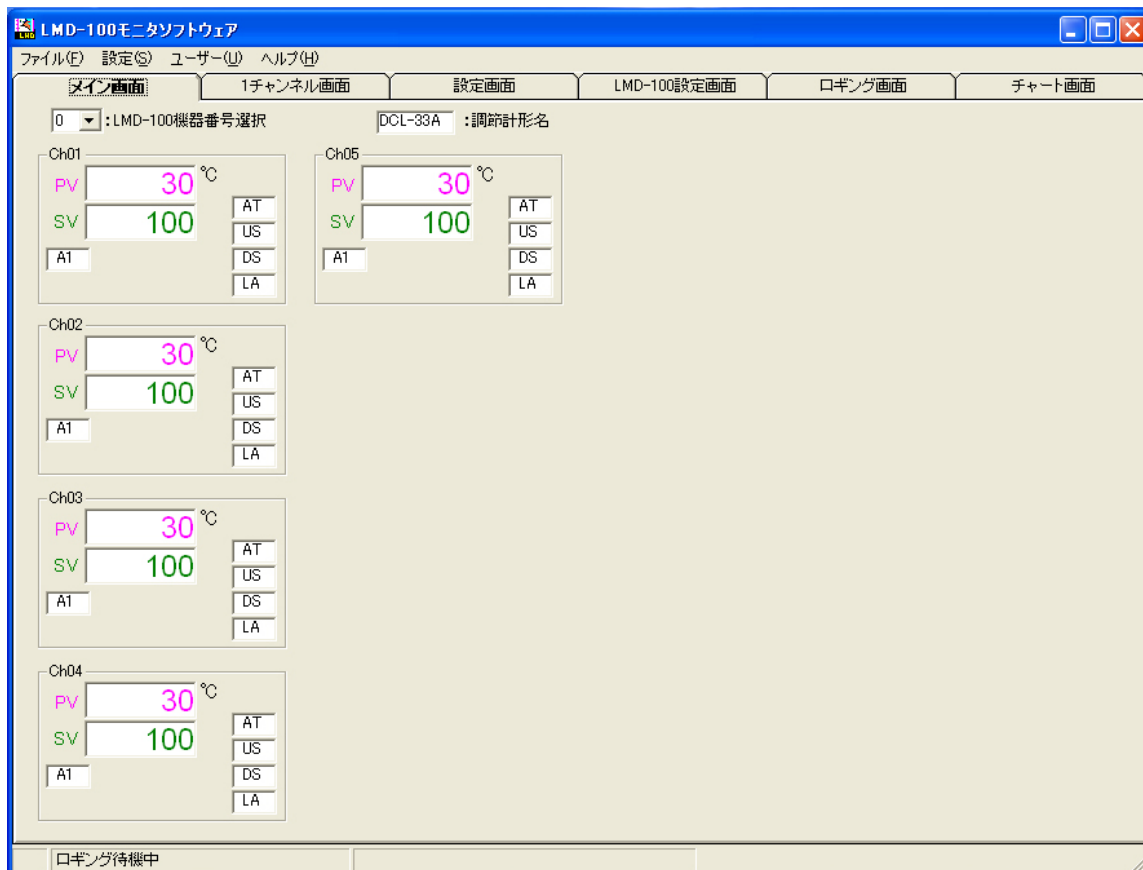 LMD-100モニタソフトウェア
ファイル(F) 設定(S) ユーザー(U) ヘルプ(H)
メイン画面 1チャンネル画面 設定画面 LMD-100設定画面 ロギング画面 チャート画面
0 :LMD-100機器番号選択 DCL-33A :調節計形名
Ch01
PV 30 ℃
SV 100
A1
AT
US
DS
LA
Ch05
PV 30 ℃
SV 100
A1
AT
US
DS
LA
Ch02
PV 30 ℃
SV 100
A1
AT
US
DS
LA
Ch03
PV 30 ℃
SV 100
A1
AT
US
DS
LA
Ch04
PV 30 ℃
SV 100
A1
AT
US
DS
LA
ロギング待機中